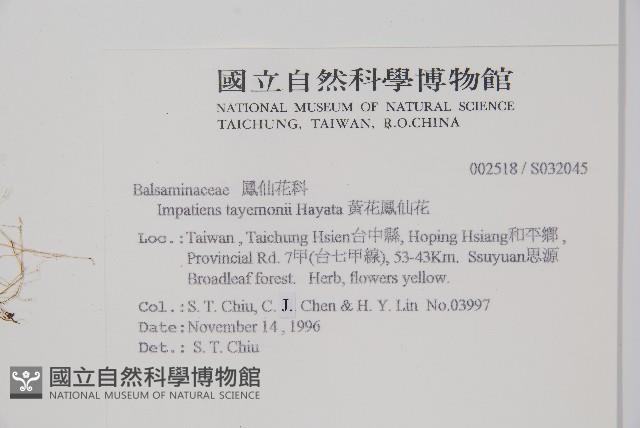 國立自然科學博物館
NATIONAL MUSEUM OF NATURAL SCIENCE
TAICHUNG, TAIWAN, R.O.CHINA
002518 / S032045
Balsaminaceae 鳳仙花科
Impatiens tayemonii Hayata 黃花鳳仙花
Loc.:Taiwan , Taichung Hsien台中縣, Hoping Hsiang和平鄉 ,
Provincial Rd. 7甲(台七甲線), 53-43Km. Ssuyuan思源
Broadleaf forest. Herb, flowers yellow.
Col.: S. T. Chiu, C. J. Chen & H. Y. Lin No.03997
Date:November 14 , 1996
Det.: S. T. Chiu
國立自然科學博物館
NATIONAL MUSEUM OF NATURAL SCIENCE